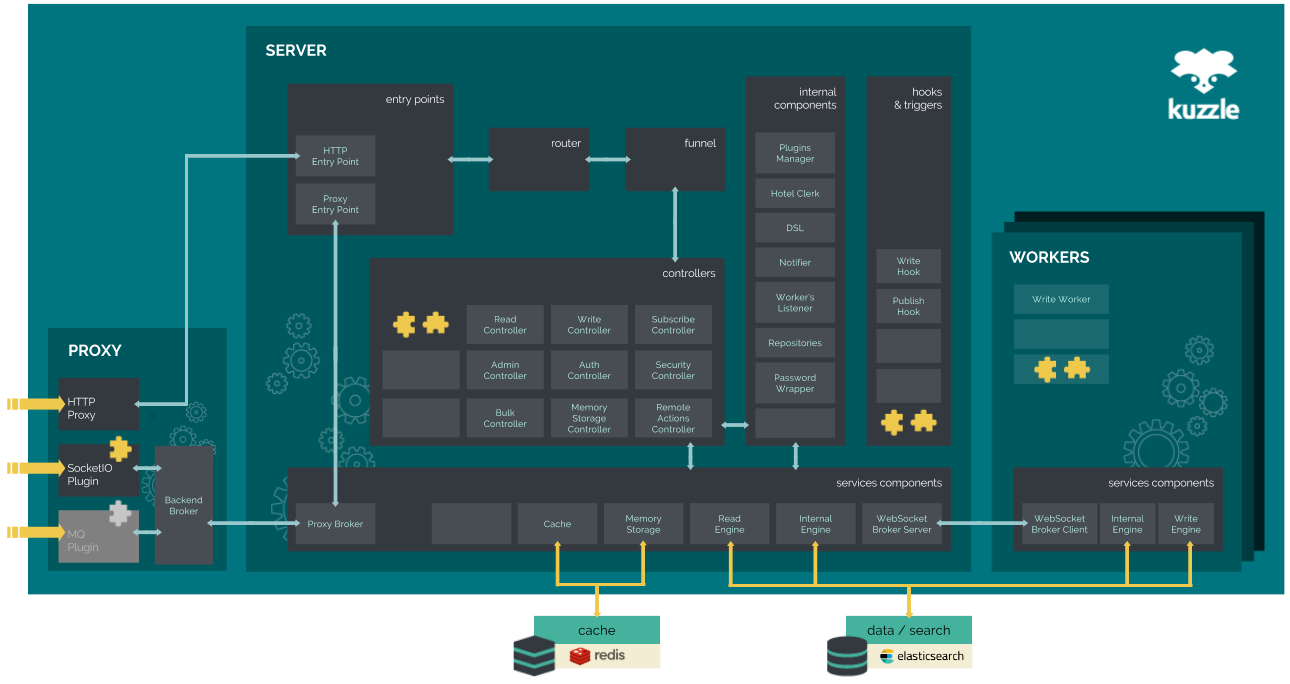 SERVER
entry points
HTTP
Entry Point
Proxy
Entry Point
router
funnel
internal
components
Plugins
Manager
Hotel Clerk
DSL
Notifier
Worker's
Listener
Repositories
Password
Wrapper
hooks
& triggers
Write
Hook
Publish
Hook
kuzzle
controllers
Read
Controller
Write
Controller
Subscribe
Controller
Admin
Controller
Auth
Controller
Security
Controller
Bulk
Controller
Memory
Storage
Controller
Remote
Actions
Controller
WORKERS
Write Worker
PROXY
HTTP
Proxy
SocketIO
Plugin
MQ
Plugin
Backend
Broker
services components
Proxy Broker
Cache
Memory
Storage
Read
Engine
Internal
Engine
WebSocket
Broker Server
services components
WebSocket
Broker Client
Internal
Engine
Write
Engine
cache
redis
data / search
elasticsearch